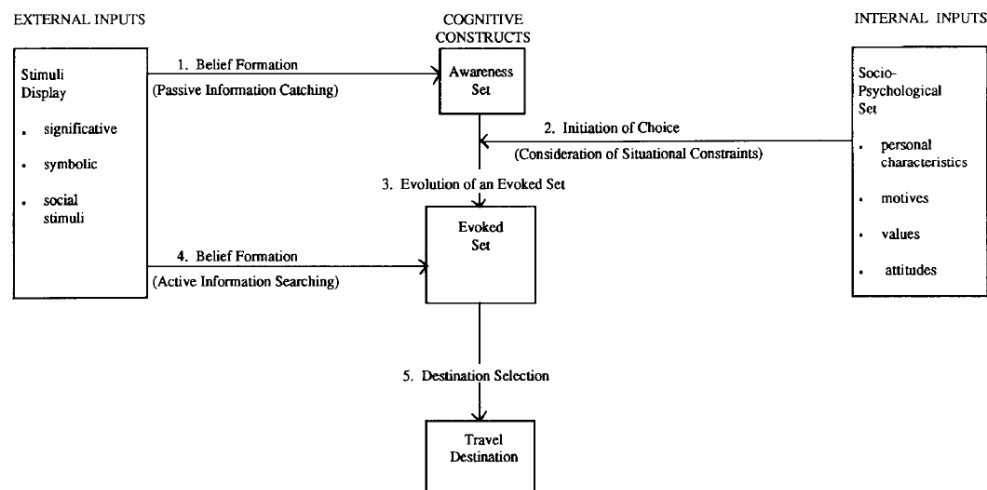 EXTERNAL INPUTS
COGNITIVE
CONSTRUCTS
INTERNAL INPUTS
Stimuli
Display
. significative
. symbolic
. social
stimuli
1. Belief Formation
(Passive Information Catching)
Awareness
Set
2. Initiation of Choice
(Consideration of Situational Constraints)
Socio-
Psychological
Set
. personal
characteristics
. motives
. values
. attitudes
3. Evolution of an Evoked Set
Evoked
Set
4. Belief Formation
(Active Information Searching)
5. Destination Selection
Travel
Destination